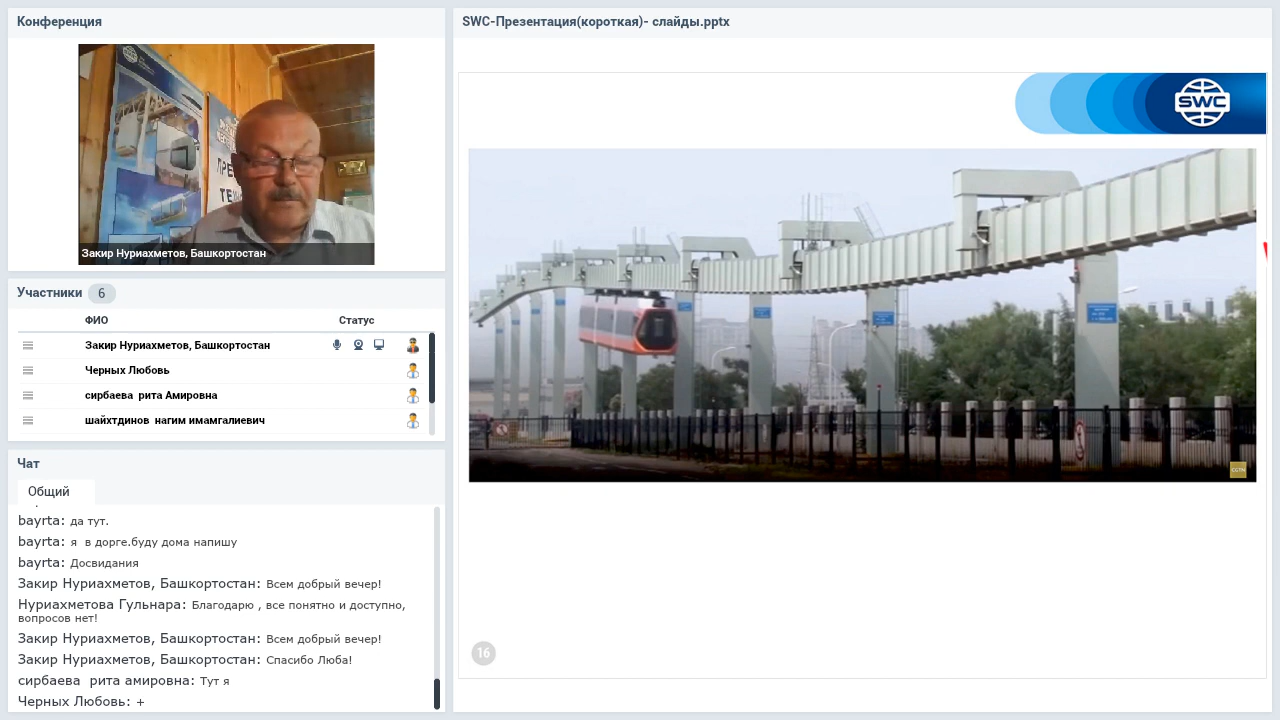 Конференция
Закир Нуриахметов, Башкортостан
Участники 6
ФИО Статус
Закир Нуриахметов, Башкортостан
Черных Любовь
сирбаева рита Амировна
шайхтдинов нагим имамгалиевич
Чат
Общий
bayrta: да тут.
bayrta: я в дорге.буду дома напишу
bayrta: Досвидания
Закир Нуриахметов, Башкортостан: Всем добрый вечер!
Нуриахметова Гульнара: Благодарю , все понятно и доступно,
вопросов нет!
Закир Нуриахметов, Башкортостан: Всем добрый вечер!
Закир Нуриахметов, Башкортостан: Спасибо Люба!
сирбаева рита амировна: Тут я
Черных Любовь: +
SWC-Презентация(короткая)- слайды.pptx
SWC
CGTN
16